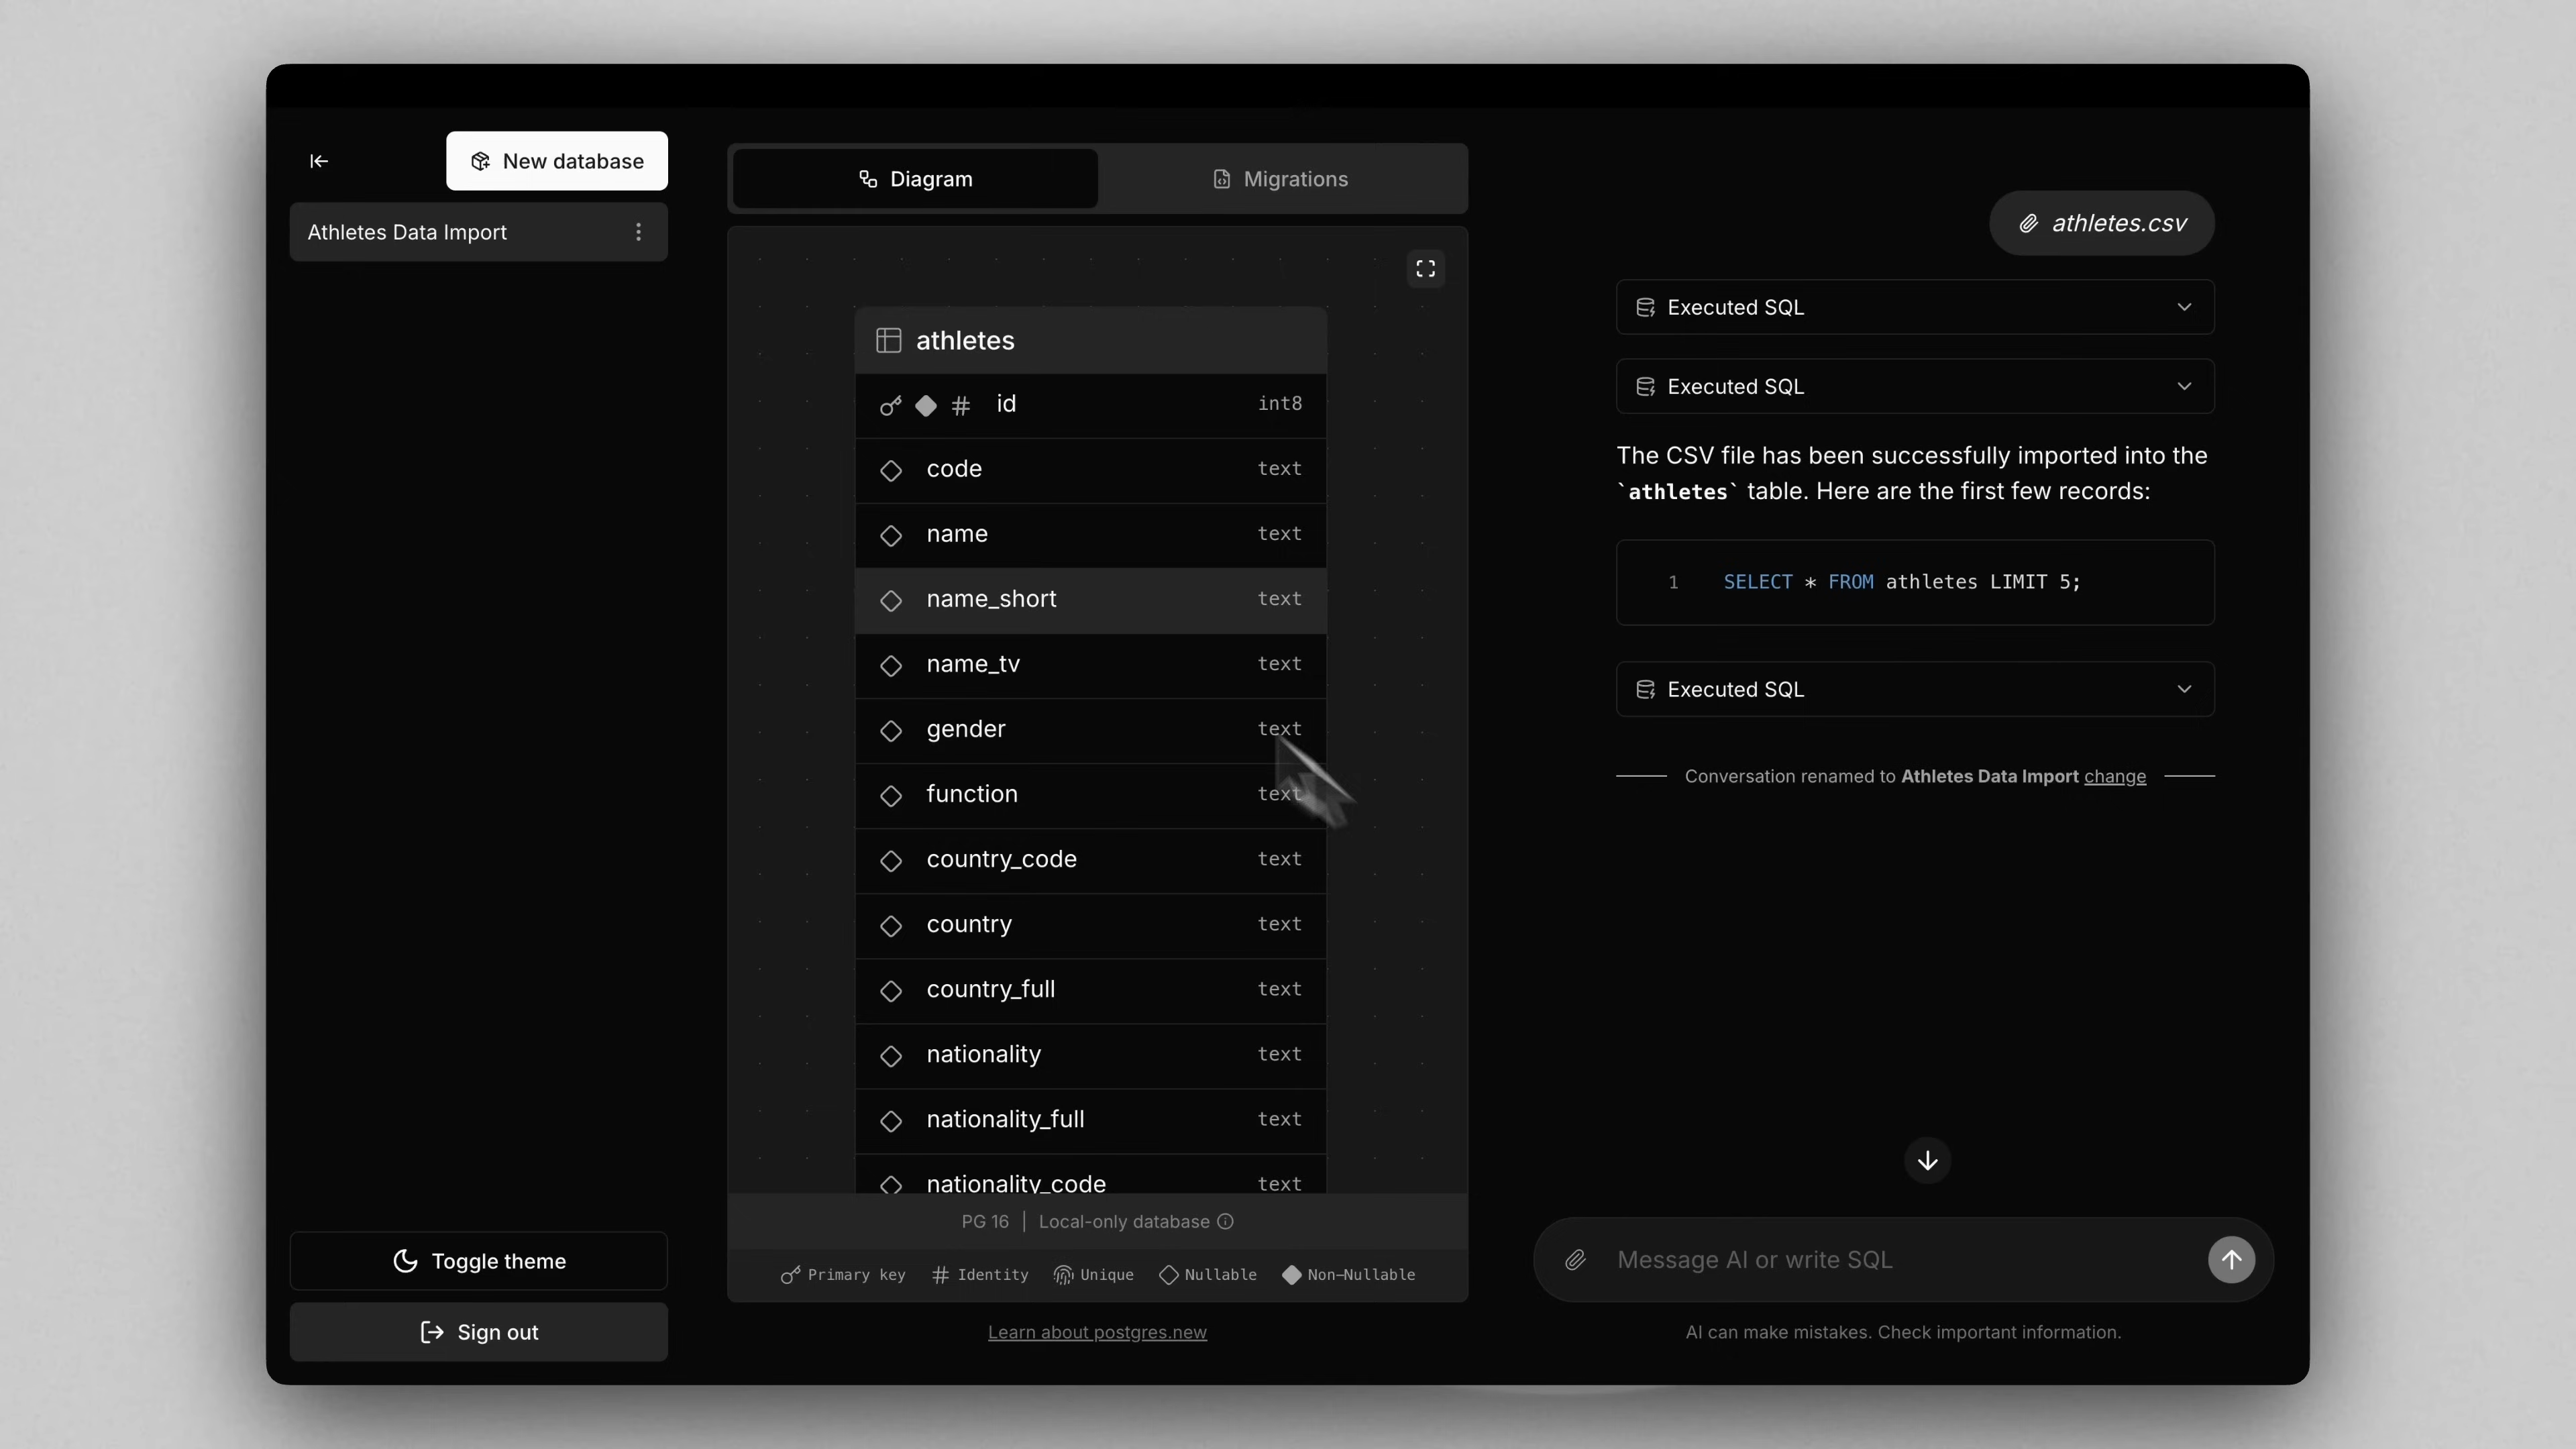 New database
Athletes Data Import
Toggle theme
Sign out
Diagram
Migrations
athletes
id int8
code text
name text
name_short text
name_tv text
gender text
function text
country_code text
country text
country_full text
nationality text
nationality_full text
nationality_code text
PG 16 | Local-only database
Primary key # Identity Unique Nullable Non-Nullable
Learn about postgres.new
athletes.csv
Executed SQL
Executed SQL
The CSV file has been successfully imported into the
`athletes` table. Here are the first few records:
1 SELECT * FROM athletes LIMIT 5;
Executed SQL
Conversation renamed to Athletes Data Import change
Message AI or write SQL
AI can make mistakes. Check important information.